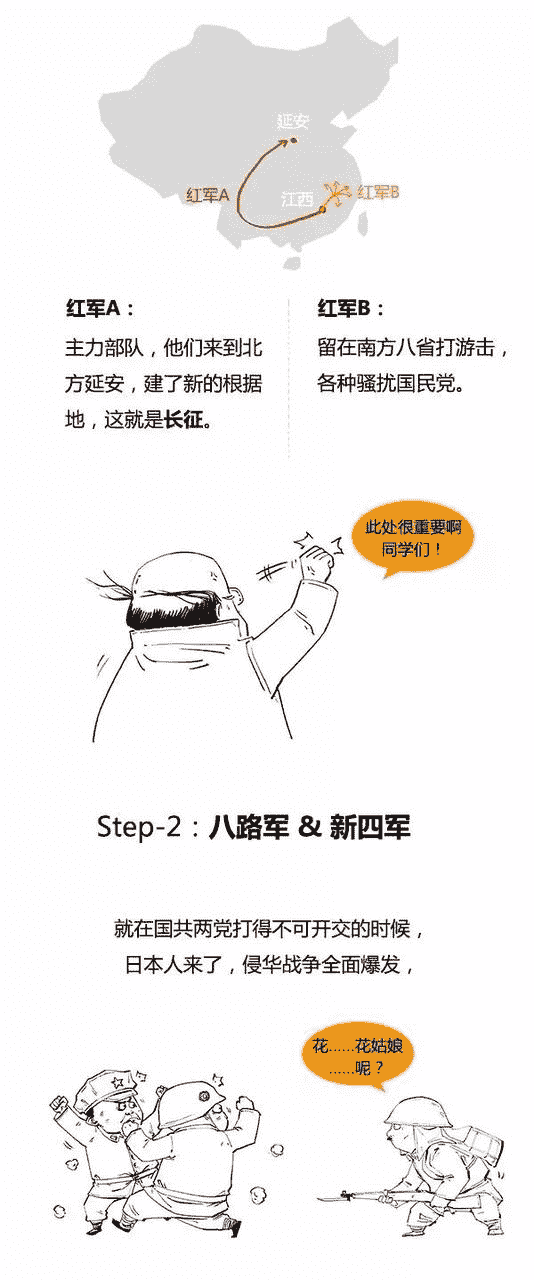 延安
红军A
江西
红军B
红军A：
主力部队，他们来到北
方延安，建了新的根据
地，这就是长征。
红军B：
留在南方八省打游击，
各种骚扰国民党。
此处很重要啊
同学们！
Step-2：八路军 & 新四军
就在国共两党打得不可开交的时候，
日本人来了，侵华战争全面爆发，
花……花姑娘
……呢？